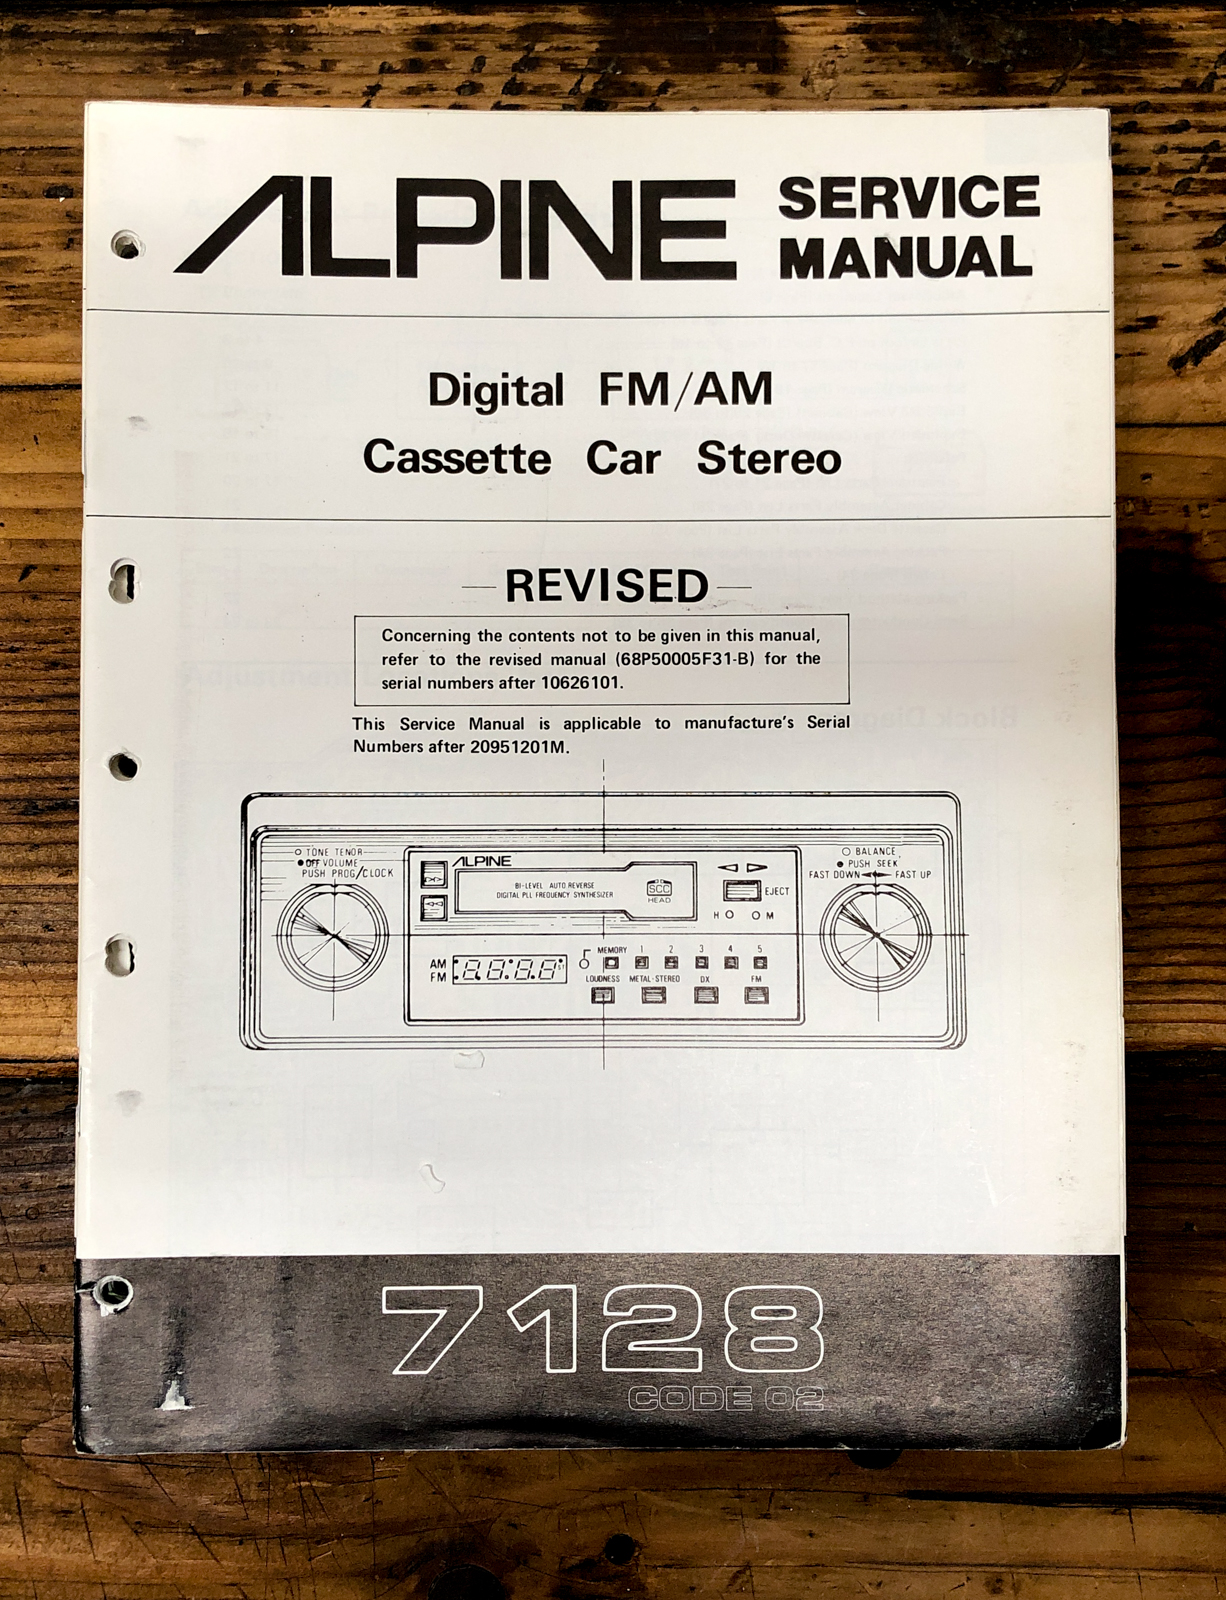 ALPINE SERVICE MANUAL
Digital FM/AM
Cassette Car Stereo
REVISED
Concerning the contents not to be given in this manual,
refer to the revised manual (68P50005F31-B) for the
serial numbers after 10626101.
This Service Manual is applicable to manufacture's Serial
Numbers after 20951201M.
TONE TENOR
OFF VOLUME
PUSH PROG/CLOCK
ALPINE
BI-LEVEL AUTO REVERSE
DIGITAL PLL FREQUENCY SYNTHESIZER
SCC
HEAD
EJECT
H M
BALANCE
PUSH SEEK
FAST DOWN FAST UP
AM
FM
88:8.8 ST
MEMORY 1 2 3 4 5
LOUDNESS METAL-STEREO DX FM
7128
CODE 02